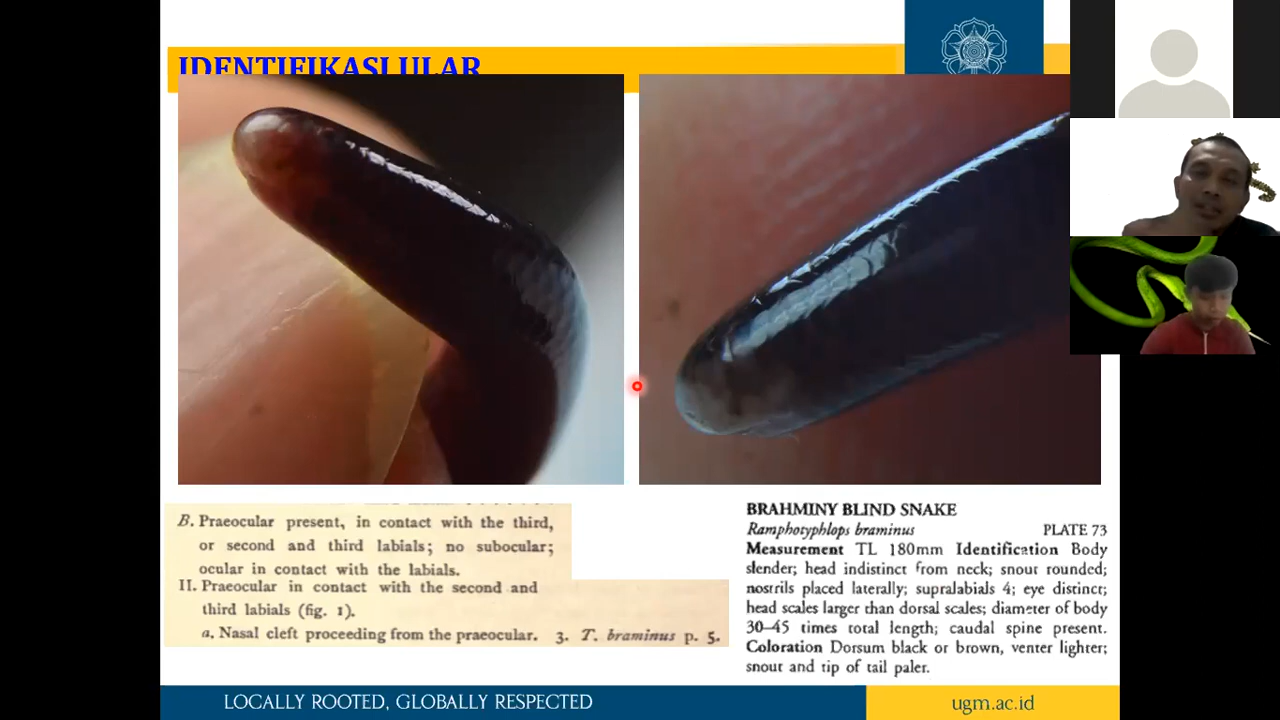 IDENTIFIKASI ULAR
B. Praeocular present, in contact with the third,
or second and third labials; no subocular;
ocular in contact with the labials.
II. Praeocular in contact with the second and
third labials (fig. 1).
a. Nasal cleft proceeding from the praeocular. 3. T. braminus p. 5.
BRAHMINY BLIND SNAKE
Ramphotyphlops braminus PLATE 73
Measurement TL 180mm Identification Body
slender; head indistinct from neck; snout rounded;
nostrils placed laterally; supralabials 4; eye distinct;
head scales larger than dorsal scales; diameter of body
30–45 times total length; caudal spine present.
Coloration Dorsum black or brown, venter lighter;
snout and tip of tail paler.
LOCALLY ROOTED, GLOBALLY RESPECTED
ugm.ac.id